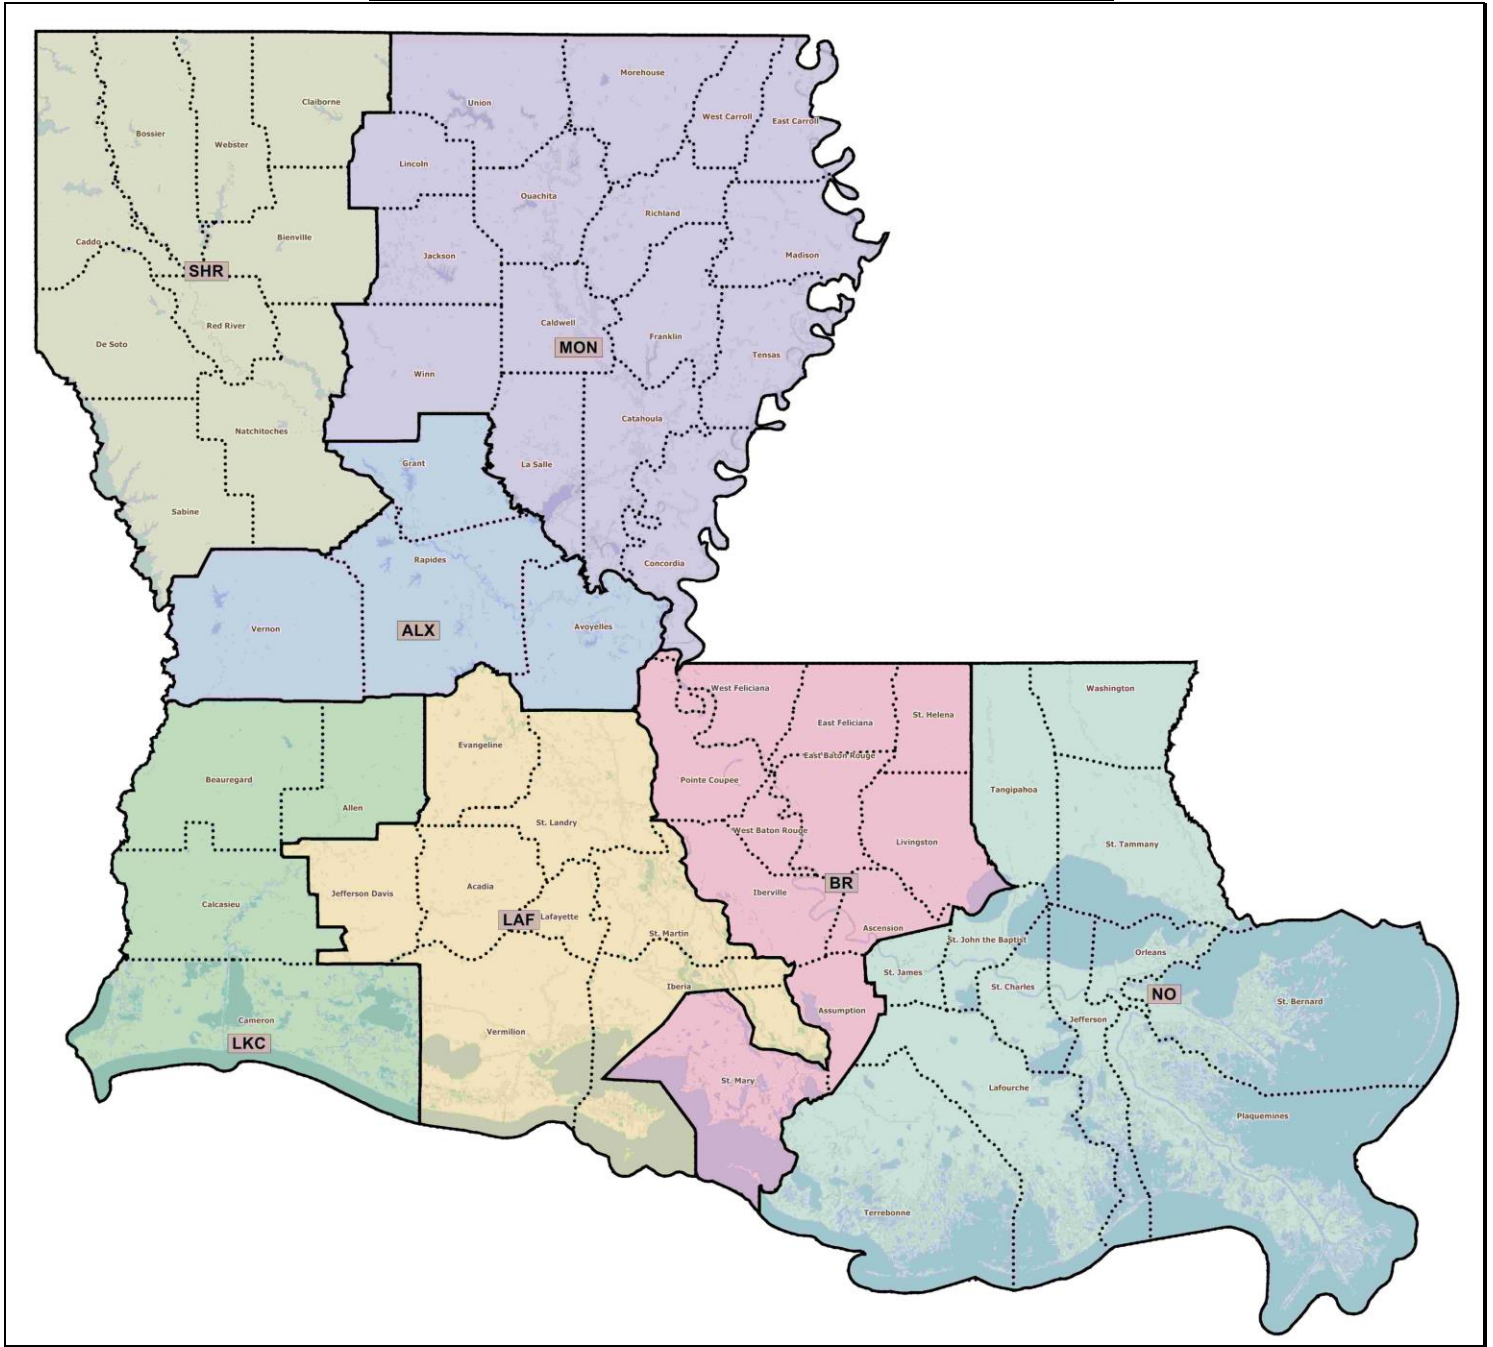 Morehouse
Union
Claiborne
West Carroll
East Carroll
Bossier
Webster
Lincoln
Ouachita
Richland
Caddo
Bienville
Jackson
Madison
SHR
Red River
Caldwell
De Soto
MON
Franklin
Tensas
Winn
Natchitoches
Catahoula
Grant
La Salle
Sabine
Rapides
Concordia
Vernon
ALX
Avoyelles
West Feliciana
Washington
St. Helena
East Feliciana
Evangeline
East Baton Rouge
Beauregard
Pointe Coupee
Tangipahoa
Allen
St. Landry
West Baton Rouge
Livingston
St. Tammany
Jefferson Davis
Acadia
BR
Iberville
Calcasieu
LAF
Lafayette
Ascension
St. Martin
St. John the Baptist
Orleans
St. James
Iberia
St. Charles
NO
St. Bernard
Assumption
Cameron
Jefferson
Vermilion
LKC
St. Mary
Lafourche
Plaquemines
Terrebonne